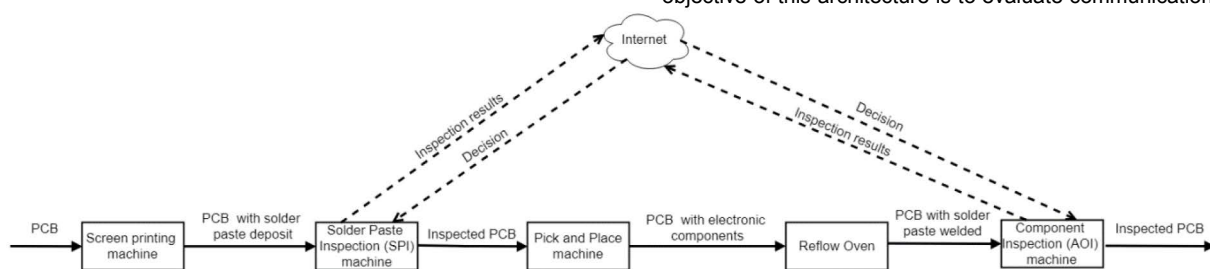 objective of this architecture is to evaluate communication
Internet
Inspection results
Decision
Decision
Inspection results
PCB
Screen printing
machine
PCB with solder
paste deposit
Solder Paste
Inspection (SPI)
machine
Inspected PCB
Pick and Place
machine
PCB with electronic
components
Reflow Oven
PCB with solder
paste welded
Component
Inspection (AOI)
machine
Inspected PCB